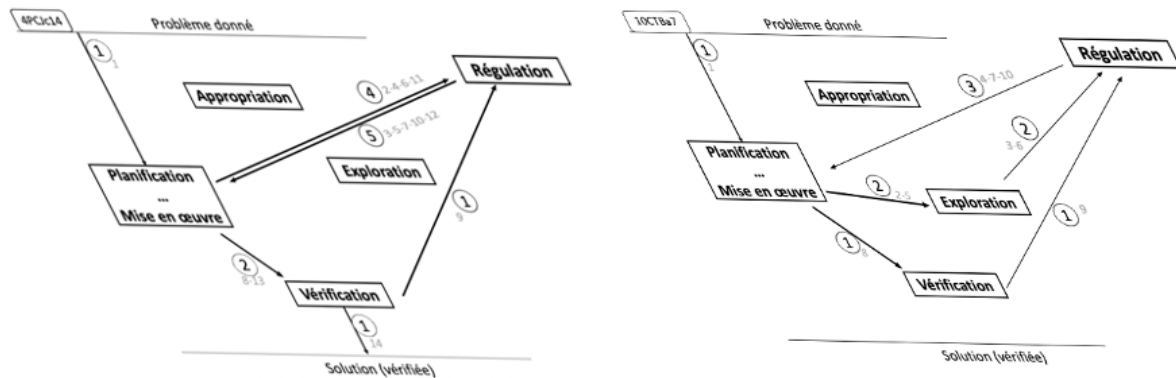 4PCJc14
Problème donné
1
1
Régulation
Appropriation
4
2-4-6-11
5
3-5-7-10-12
Planification
...
Mise en œuvre
Exploration
1
9
2
8-13
Vérification
1
14
Solution (vérifiée)
10CTBa7
Problème donné
1
1
Régulation
3
4-7-10
Appropriation
2
3-6
Planification
...
Mise en œuvre
2
2-5
Exploration
1
9
1
8
Vérification
Solution (vérifiée)